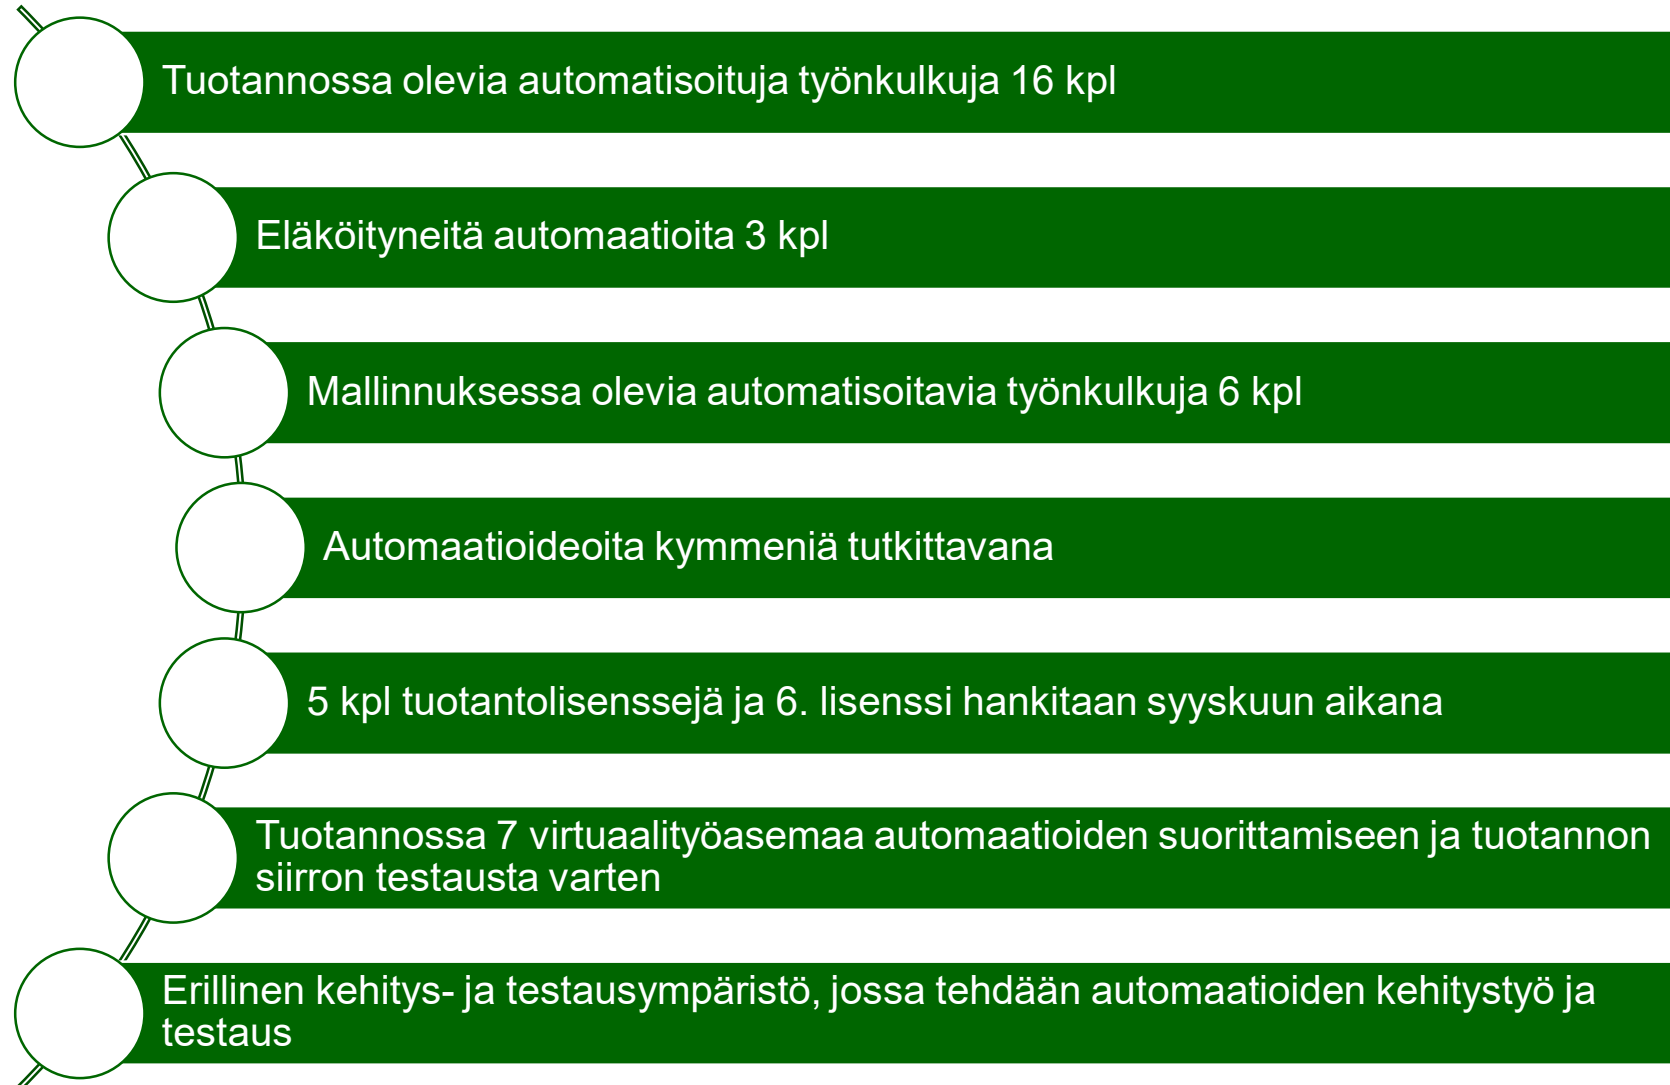 Tuotannossa olevia automatisoituja työnkulkuja 16 kpl
Eläköityneitä automaatioita 3 kpl
Mallinnuksessa olevia automatisoitavia työnkulkuja 6 kpl
Automaatioideoita kymmeniä tutkittavana
5 kpl tuotantolisenssejä ja 6. lisenssi hankitaan syyskuun aikana
Tuotannossa 7 virtuaalityöasemaa automaatioiden suorittamiseen ja tuotannon
siirron testausta varten
Erillinen kehitys- ja testausympäristö, jossa tehdään automaatioiden kehitystyö ja
testaus